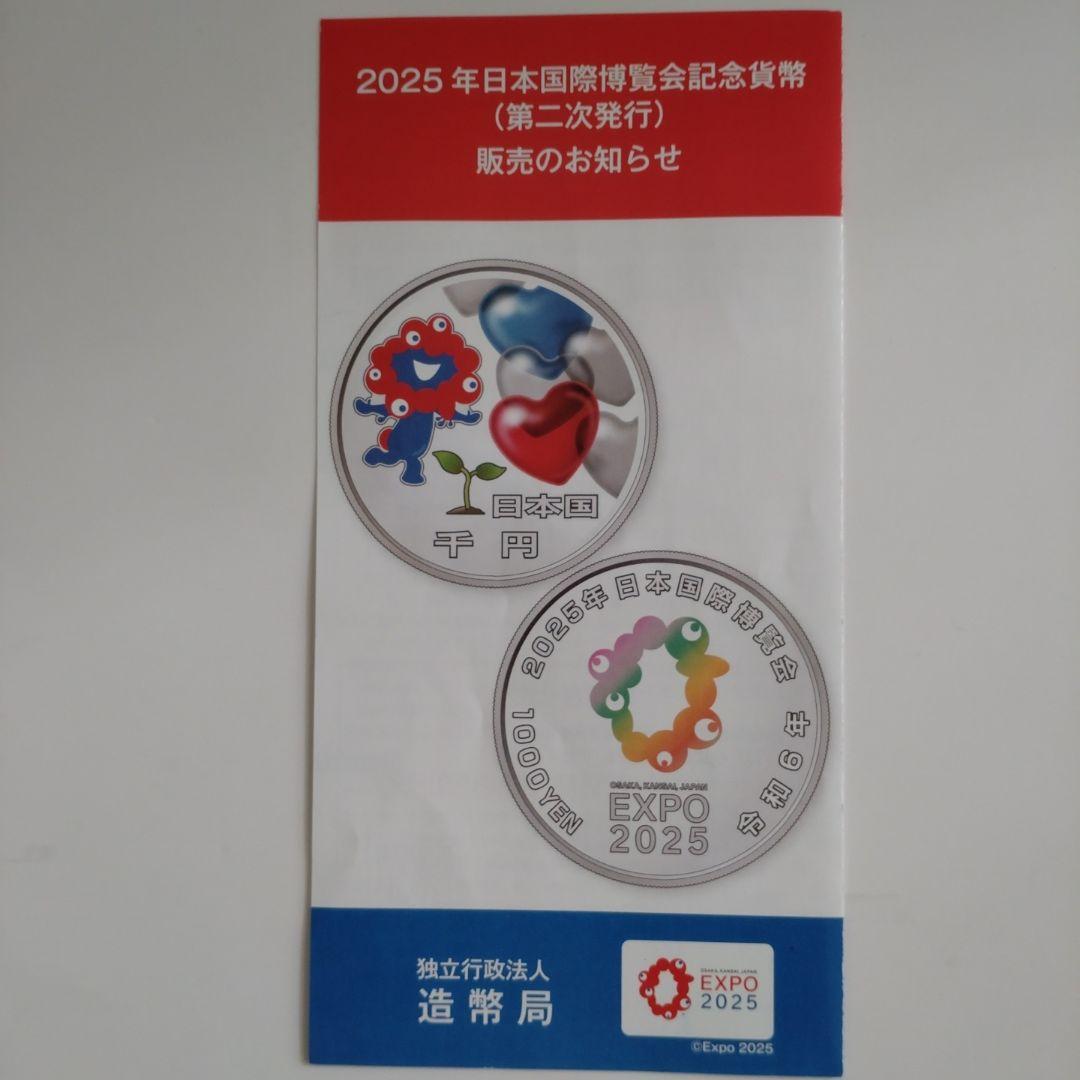 2025年日本国際博覧会記念貨幣
（第二次発行）
販売のお知らせ
日本国
千円
2025年日本国際博覧会
令和6年
1000YEN
OSAKA, KANSAI, JAPAN
EXPO
2025
独立行政法人
造幣局
OSAKA, KANSAI, JAPAN
EXPO
2025
©Expo 2025